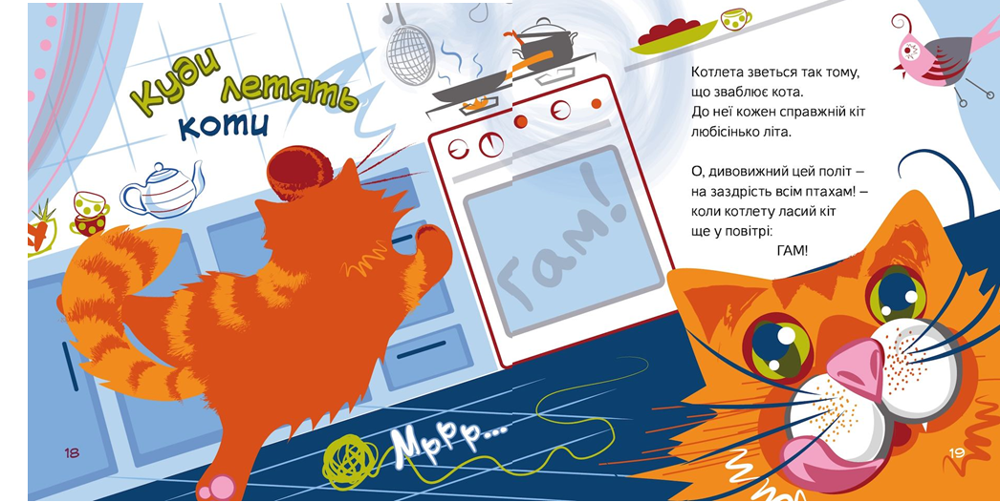 Куди летять
коти
Гам!
Мррр...
18
Котлета зветься так тому,
що зваблює кота.
До неї кожен справжній кіт
любісінько літа.
О, дивовижний цей політ –
на заздрість всім птахам! –
коли котлету ласий кіт
ще у повітрі:
ГАМ!
19